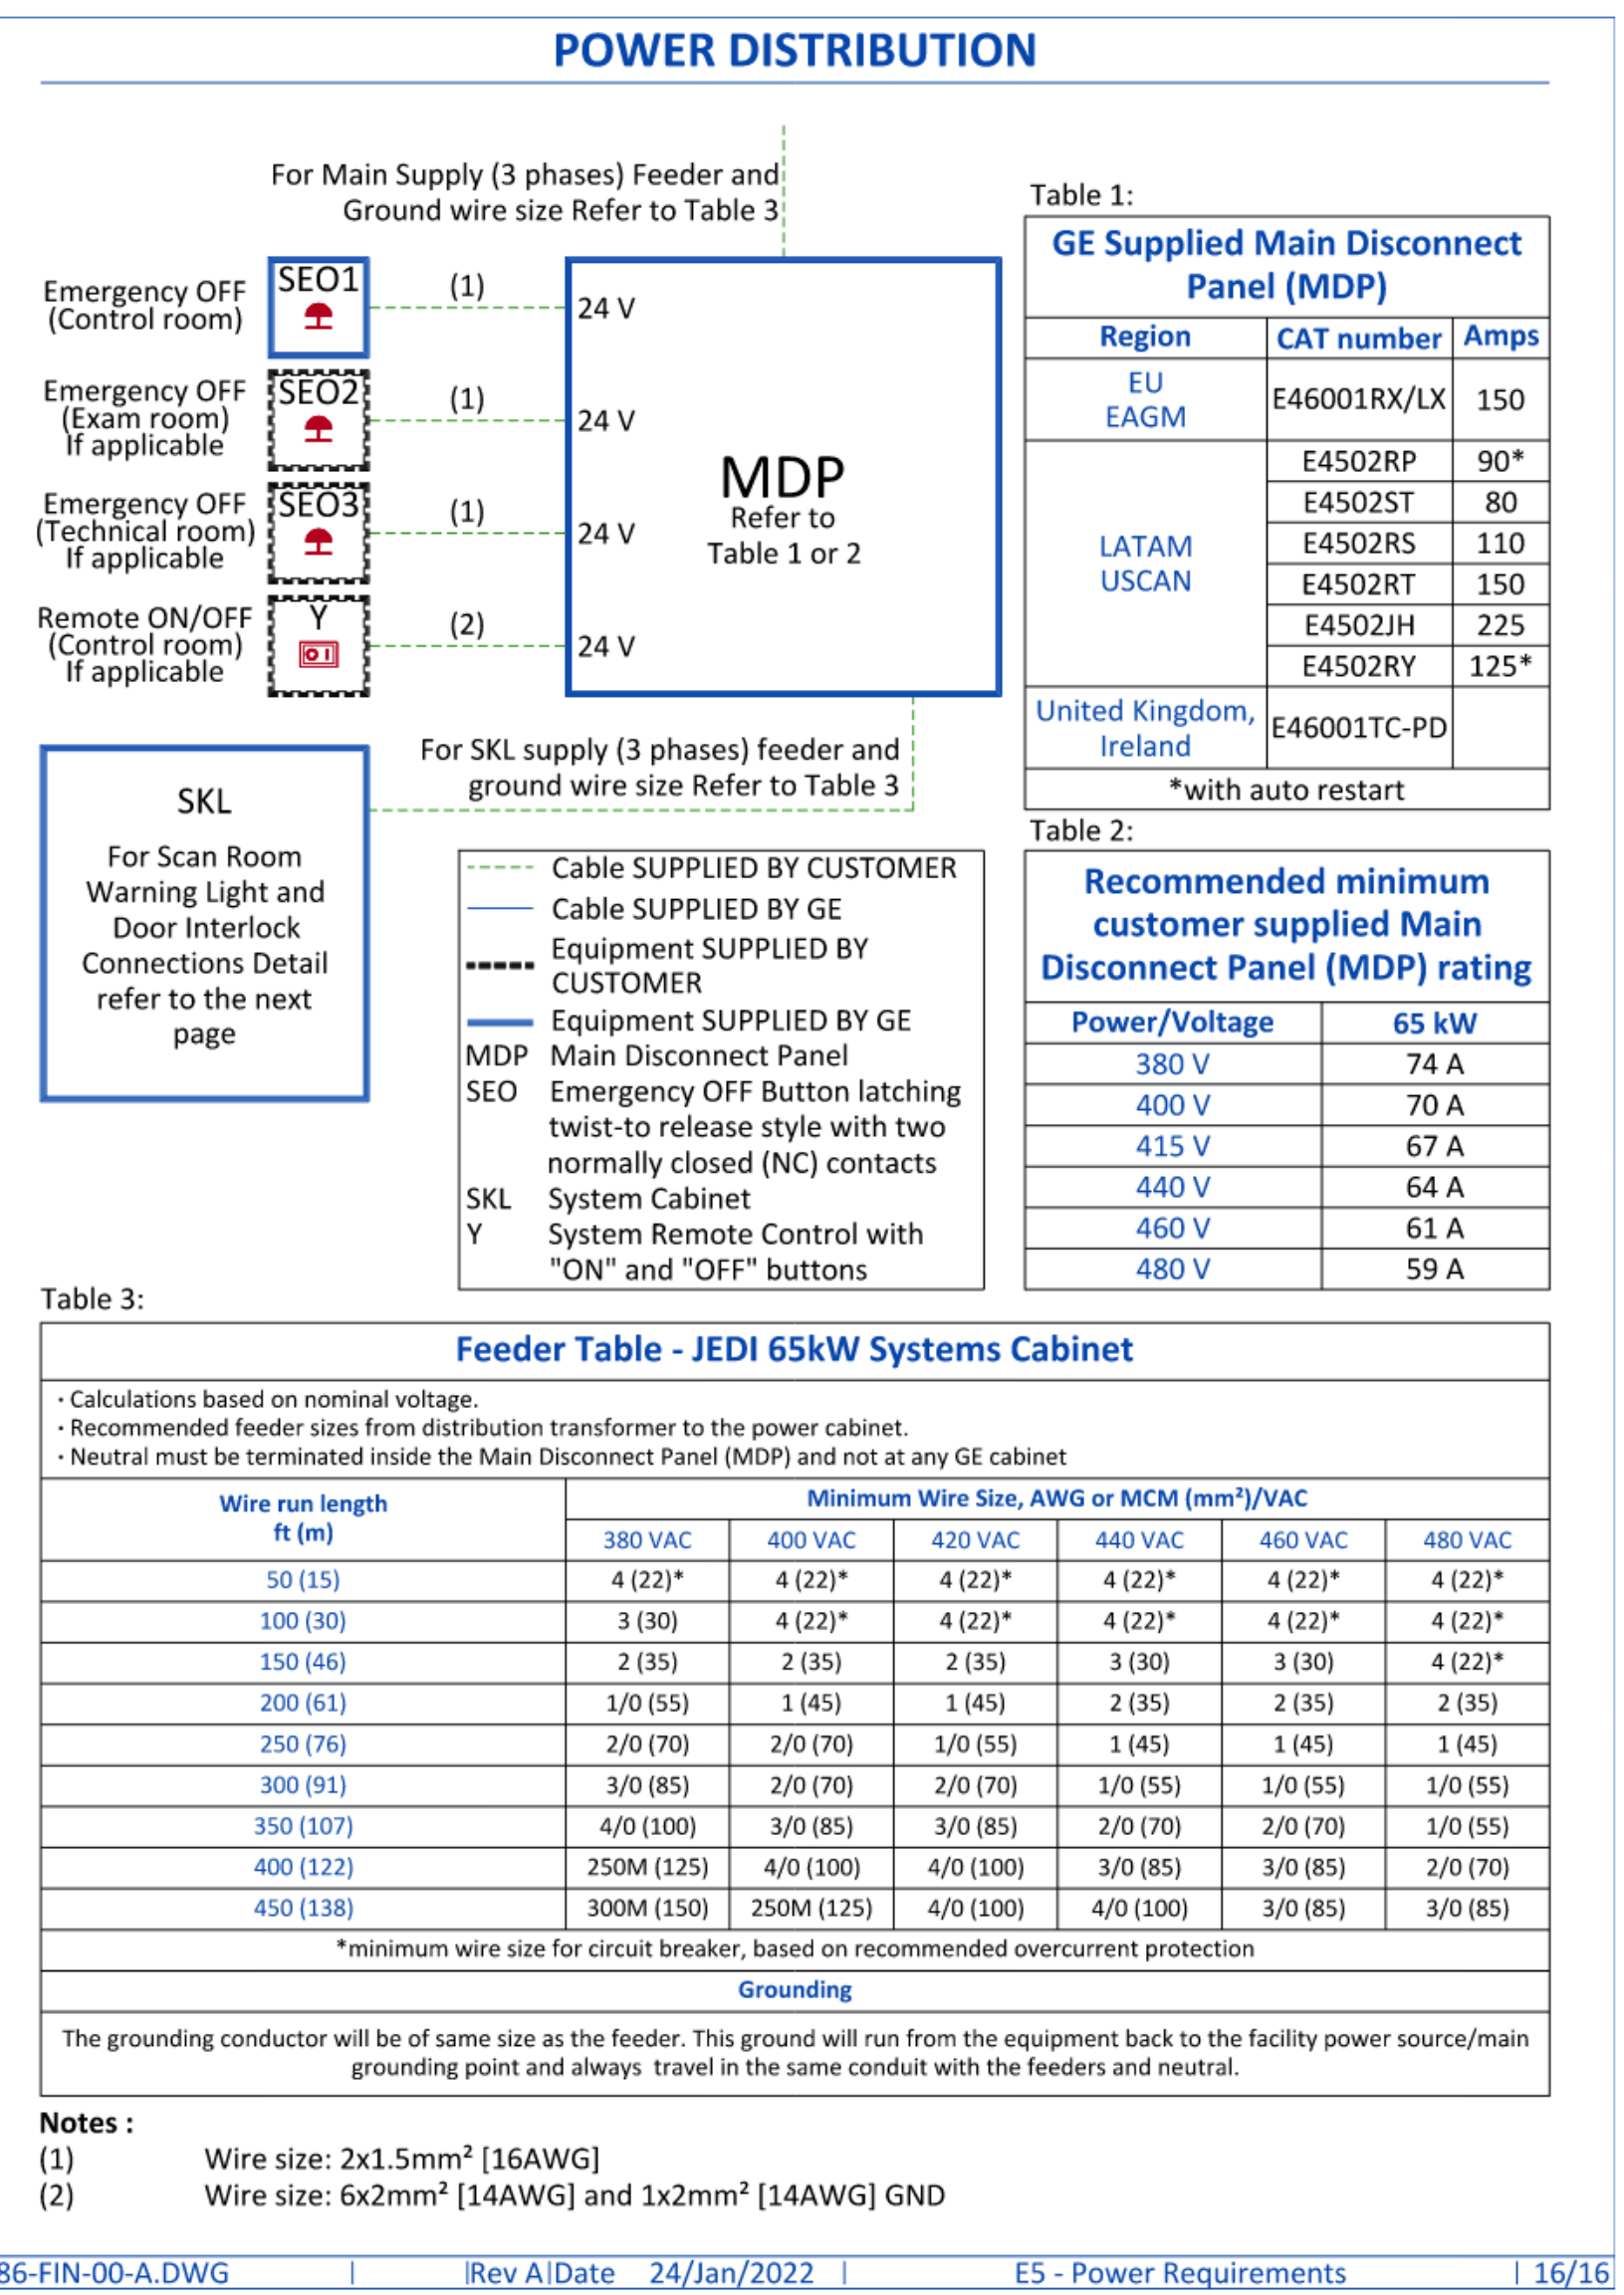 POWER DISTRIBUTION
For Main Supply (3 phases) Feeder and
Ground wire size Refer to Table 3
Emergency OFF
(Control room)
SEO1
(1)
24 V
Emergency OFF
(Exam room)
If applicable
SEO2
(1)
24 V
Emergency OFF
(Technical room)
If applicable
SEO3
(1)
24 V
Remote ON/OFF
(Control room)
If applicable
Y
(2)
24 V
MDP
Refer to
Table 1 or 2
For SKL supply (3 phases) feeder and
ground wire size Refer to Table 3
SKL
For Scan Room
Warning Light and
Door Interlock
Connections Detail
refer to the next
page
Cable SUPPLIED BY CUSTOMER
Cable SUPPLIED BY GE
Equipment SUPPLIED BY
CUSTOMER
Equipment SUPPLIED BY GE
MDP Main Disconnect Panel
SEO Emergency OFF Button latching
twist-to release style with two
normally closed (NC) contacts
SKL System Cabinet
Y System Remote Control with
"ON" and "OFF" buttons
Table 1:
GE Supplied Main Disconnect
Panel (MDP)
Region CAT number Amps
EU
EAGM
E46001RX/LX 150
LATAM
USCAN
E4502RP 90*
E4502ST 80
E4502RS 110
E4502RT 150
E4502JH 225
E4502RY 125*
United Kingdom,
Ireland
E46001TC-PD
*with auto restart
Table 2:
Recommended minimum
customer supplied Main
Disconnect Panel (MDP) rating
Power/Voltage 65 kW
380 V 74 A
400 V 70 A
415 V 67 A
440 V 64 A
460 V 61 A
480 V 59 A
Table 3:
Feeder Table - JEDI 65kW Systems Cabinet
· Calculations based on nominal voltage.
· Recommended feeder sizes from distribution transformer to the power cabinet.
· Neutral must be terminated inside the Main Disconnect Panel (MDP) and not at any GE cabinet
Wire run length
ft (m)
Minimum Wire Size, AWG or MCM (mm²)/VAC
380 VAC 400 VAC 420 VAC 440 VAC 460 VAC 480 VAC
50 (15) 4 (22)* 4 (22)* 4 (22)* 4 (22)* 4 (22)* 4 (22)*
100 (30) 3 (30) 4 (22)* 4 (22)* 4 (22)* 4 (22)* 4 (22)*
150 (46) 2 (35) 2 (35) 2 (35) 3 (30) 3 (30) 4 (22)*
200 (61) 1/0 (55) 1 (45) 1 (45) 2 (35) 2 (35) 2 (35)
250 (76) 2/0 (70) 2/0 (70) 1/0 (55) 1 (45) 1 (45) 1 (45)
300 (91) 3/0 (85) 2/0 (70) 2/0 (70) 1/0 (55) 1/0 (55) 1/0 (55)
350 (107) 4/0 (100) 3/0 (85) 3/0 (85) 2/0 (70) 2/0 (70) 1/0 (55)
400 (122) 250M (125) 4/0 (100) 4/0 (100) 3/0 (85) 3/0 (85) 2/0 (70)
450 (138) 300M (150) 250M (125) 4/0 (100) 4/0 (100) 3/0 (85) 3/0 (85)
*minimum wire size for circuit breaker, based on recommended overcurrent protection
Grounding
The grounding conductor will be of same size as the feeder. This ground will run from the equipment back to the facility power source/main
grounding point and always travel in the same conduit with the feeders and neutral.
Notes :
(1) Wire size: 2x1.5mm² [16AWG]
(2) Wire size: 6x2mm² [14AWG] and 1x2mm² [14AWG] GND
86-FIN-00-A.DWG | |Rev A|Date 24/Jan/2022 | E5 - Power Requirements | 16/16